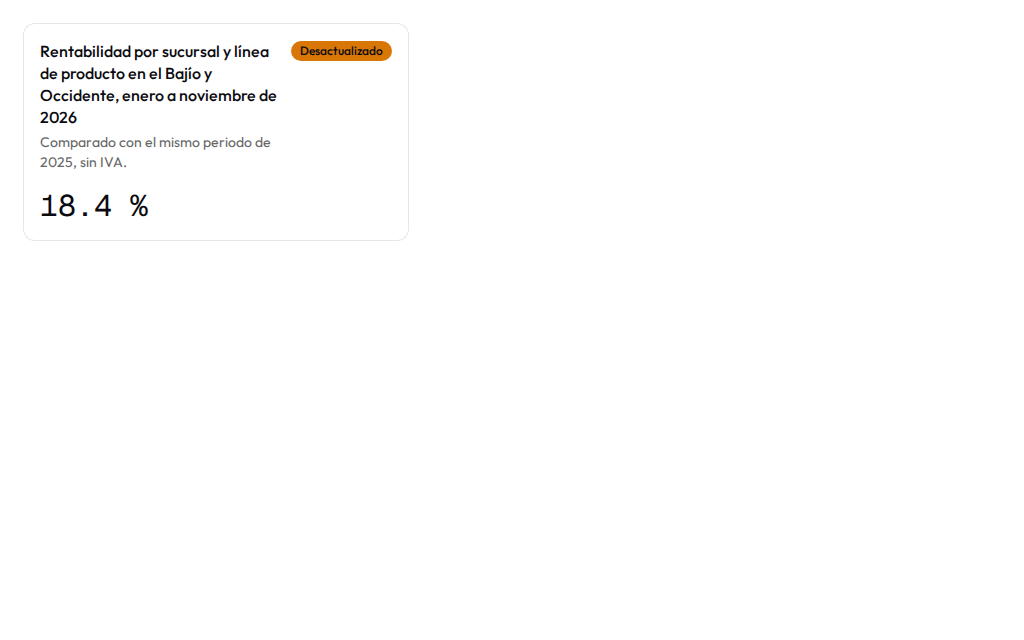 Rentabilidad por sucursal y línea
de producto en el Bajío y
Occidente, enero a noviembre de
2026
Desactualizado
Comparado con el mismo periodo de
2025, sin IVA.
18.4 %